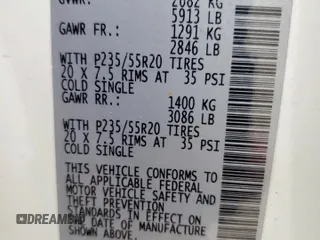 GVWR: 2682 KG
5913 LB
GAWR FR.: 1291 KG
2846 LB
WITH P235/55R20 TIRES
20 X 7.5 RIMS AT 35 PSI
COLD SINGLE
GAWR RR.: 1400 KG
3086 LB
WITH P235/55R20 TIRES
20 X 7.5 RIMS AT 35 PSI
COLD SINGLE
THIS VEHICLE CONFORMS TO
ALL APPLICABLE FEDERAL
MOTOR VEHICLE SAFETY AND
THEFT PREVENTION
STANDARDS IN EFFECT ON
THE DATE OF MANUFACTURE
SHOWN ABOVE.
DREAMBID